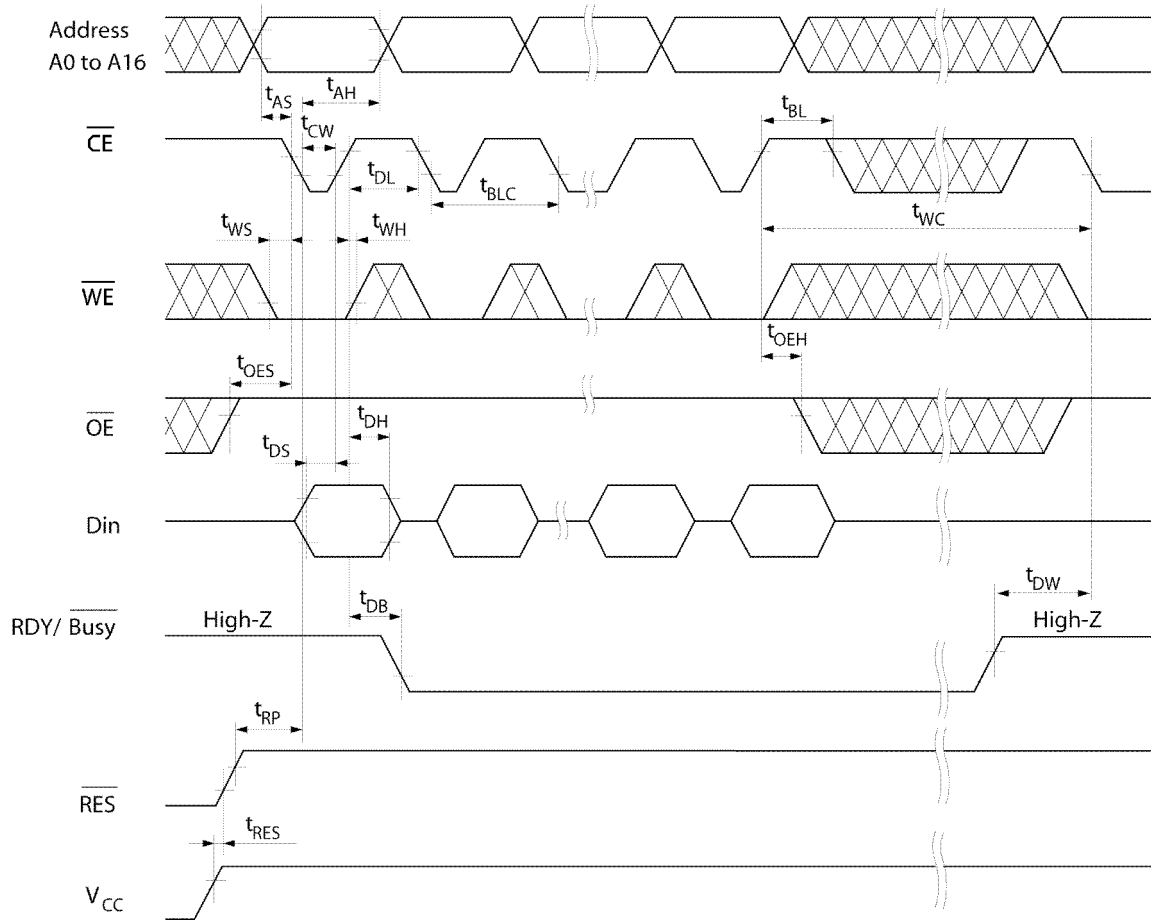 Address
A0 to A16
tAS
tAH
CE
tCW
tBL
tDL
tBLC
tWS
tWH
tWC
WE
tOES
tOEH
OE
tDS
tDH
Din
tDB
tDW
RDY/ Busy
High-Z
High-Z
tRP
RES
tRES
VCC